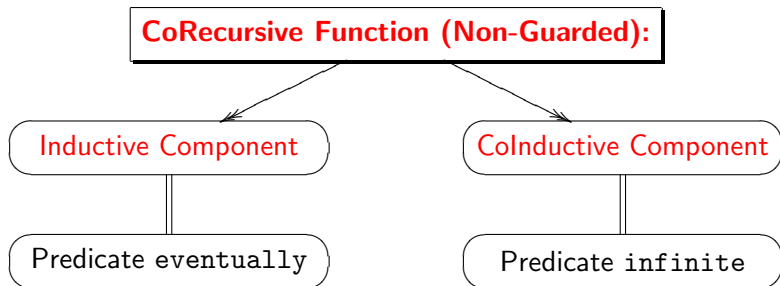 CoRecursive Function (Non-Guarded):
Inductive Component
CoInductive Component
Predicate eventually
Predicate infinite